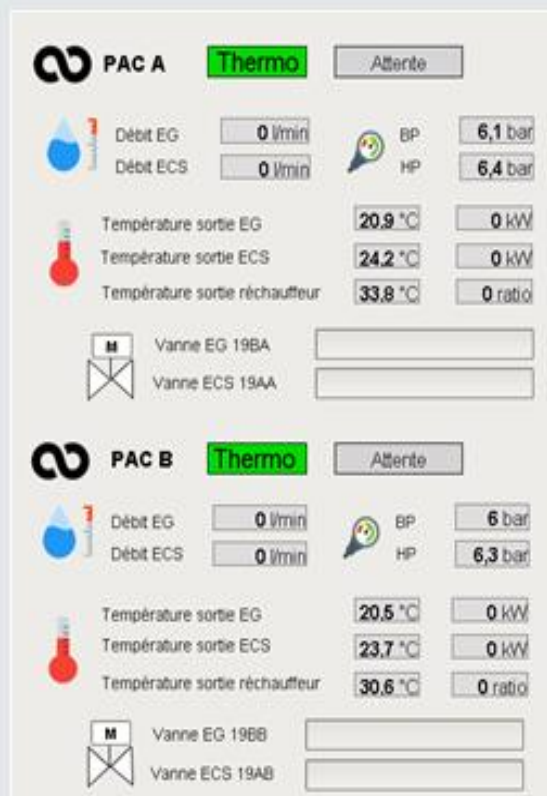 PAC A Thermo Attente
Débit EG 0 l/min BP 6,1 bar
Débit ECS 0 l/min HP 6,4 bar
Température sortie EG 20,9 °C 0 kW
Température sortie ECS 24,2 °C 0 kW
Température sortie réchauffeur 33,8 °C 0 ratio
M Vanne EG 19BA
Vanne ECS 19AA
PAC B Thermo Attente
Débit EG 0 l/min BP 6 bar
Débit ECS 0 l/min HP 6,3 bar
Température sortie EG 20,5 °C 0 kW
Température sortie ECS 23,7 °C 0 kW
Température sortie réchauffeur 30,6 °C 0 ratio
M Vanne EG 19BB
Vanne ECS 19AB